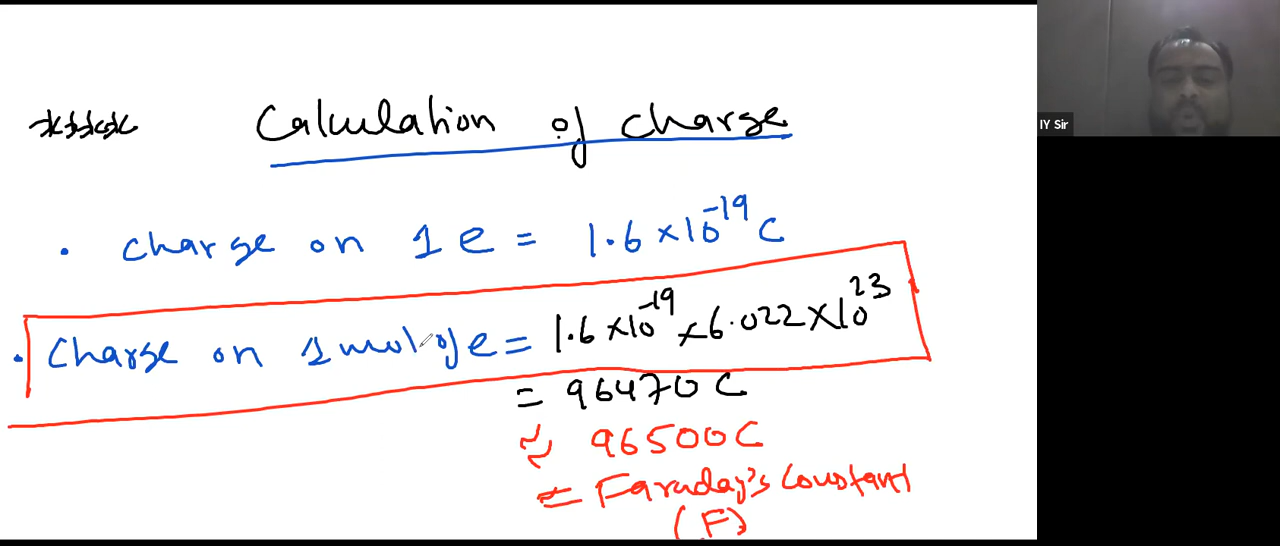 Calculation of charge
IY Sir
· charge on 1 e = 1.6 × 10⁻¹⁹ C
· charge on 1 mol of e = 1.6 × 10⁻¹⁹ × 6.022 × 10²³
= 96470 C
≈ 96500 C
= Faraday's Constant
(F)